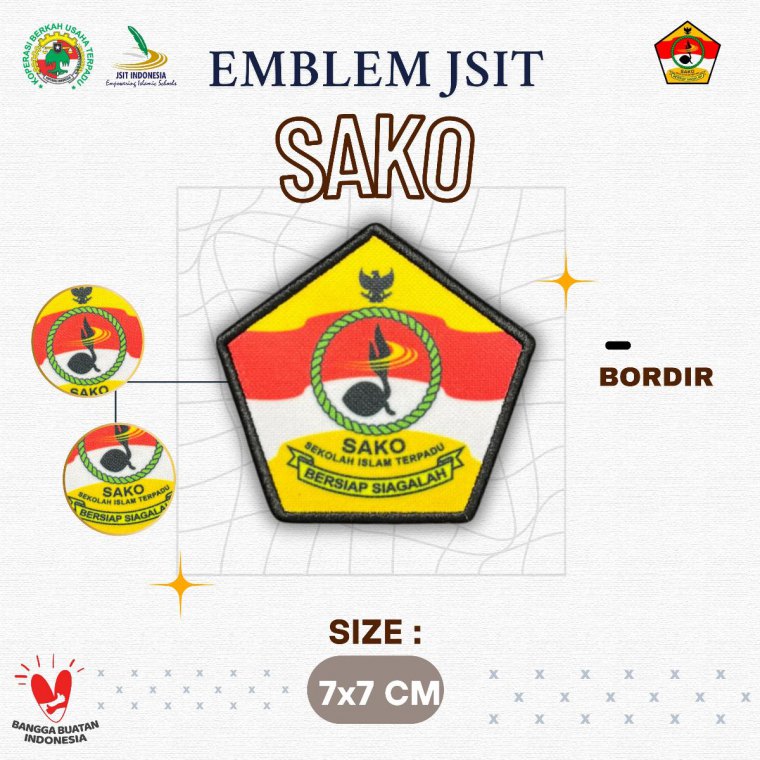 KOPERASI BERKAH USAHA TERPADU
JSIT INDONESIA
Empowering Islamic Schools
EMBLEM JSIT
SAKO
SAKO
SEKOLAH ISLAM TERPADU
BERSIAP SIAGALAH
SAKO
SAKO
SEKOLAH ISLAM TERPADU
BERSIAP SIAGALAH
BORDIR
SIZE :
7x7 CM
BANGGA BUATAN
INDONESIA